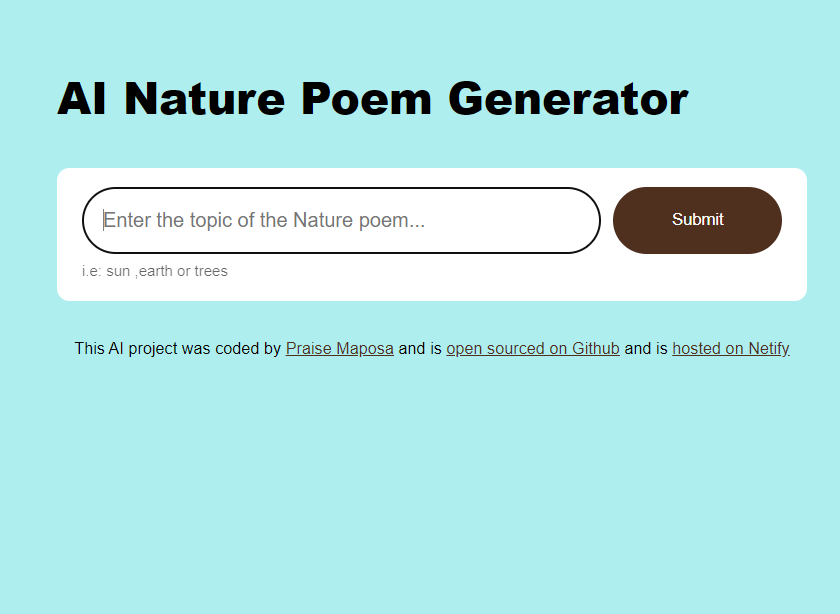 AI Nature Poem Generator
Enter the topic of the Nature poem...
Submit
i.e: sun ,earth or trees
This AI project was coded by Praise Maposa and is open sourced on Github and is hosted on Netify